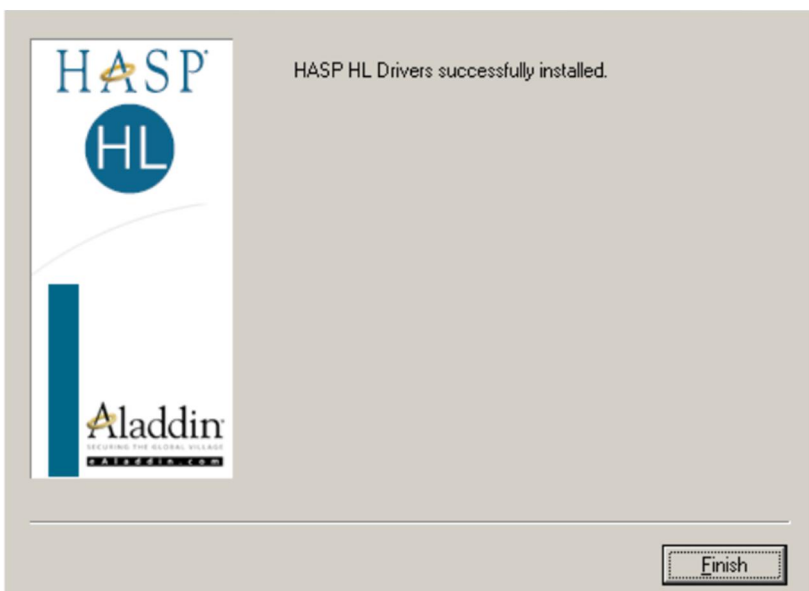 HASP
HL
HASP HL Drivers successfully installed.
Aladdin
SECURING THE GLOBAL VILLAGE
eAladdin.com
Finish